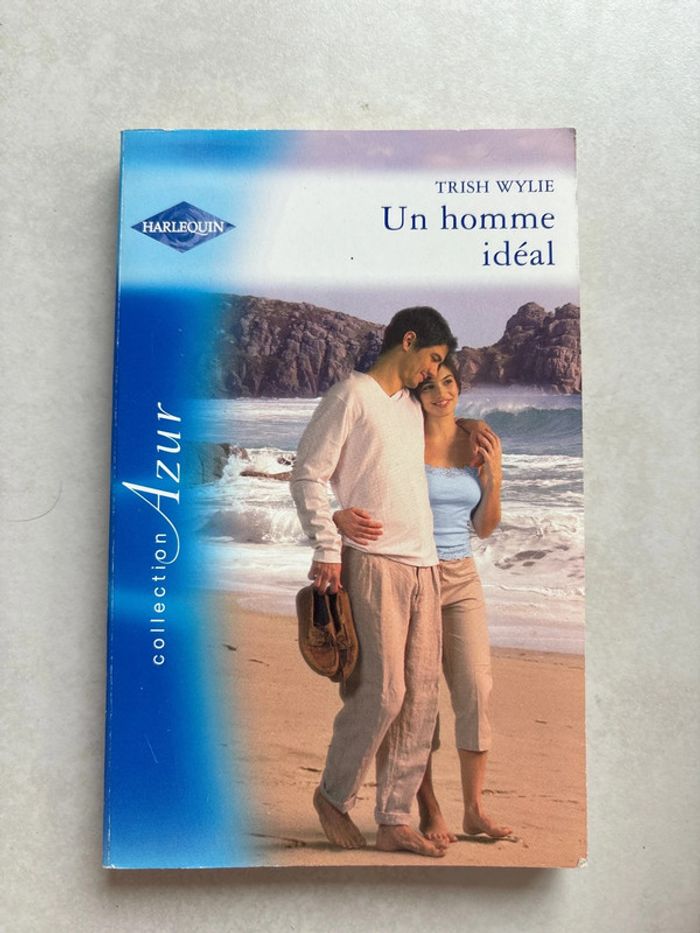 TRISH WYLIE
Un homme
idéal
HARLEQUIN
collection Azur